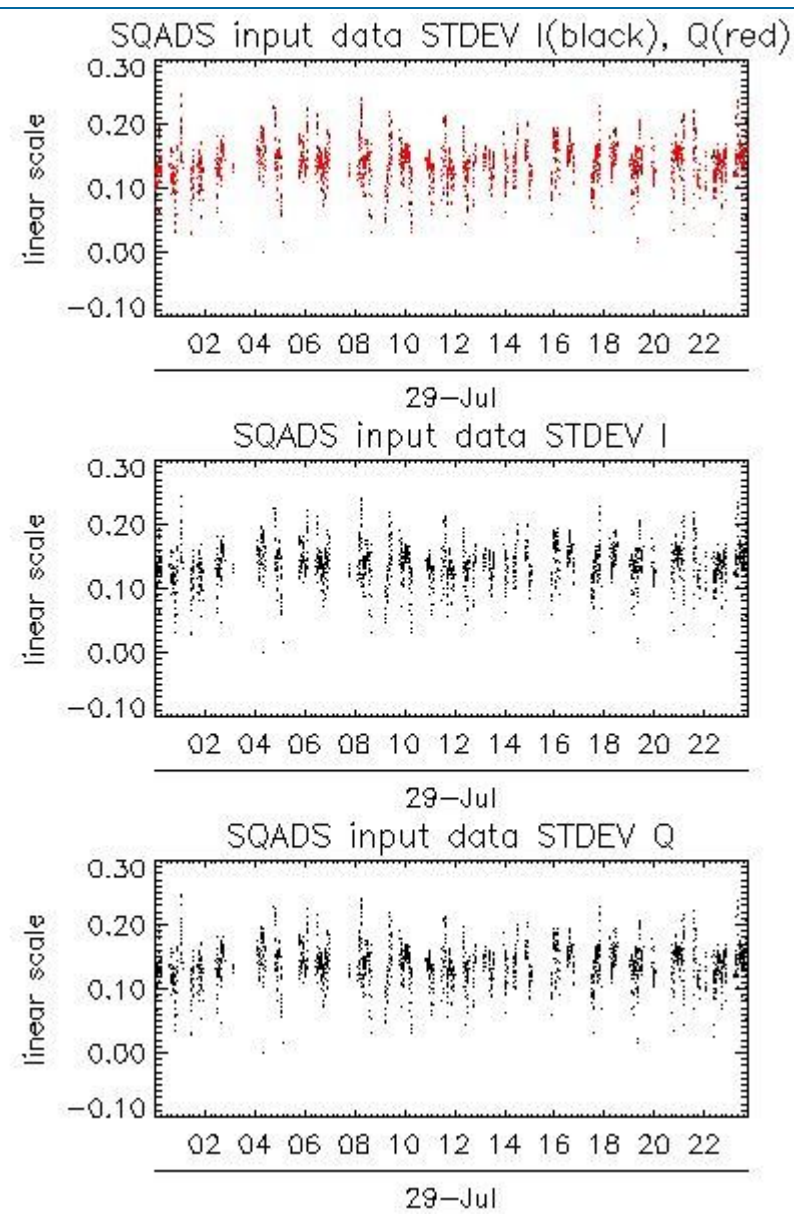 SQADS input data STDEV I(black), Q(red)
0.30
0.20
0.10
0.00
−0.10
linear scale
02 04 06 08 10 12 14 16 18 20 22
29−Jul
SQADS input data STDEV I
0.30
0.20
0.10
0.00
−0.10
linear scale
02 04 06 08 10 12 14 16 18 20 22
29−Jul
SQADS input data STDEV Q
0.30
0.20
0.10
0.00
−0.10
linear scale
02 04 06 08 10 12 14 16 18 20 22
29−Jul